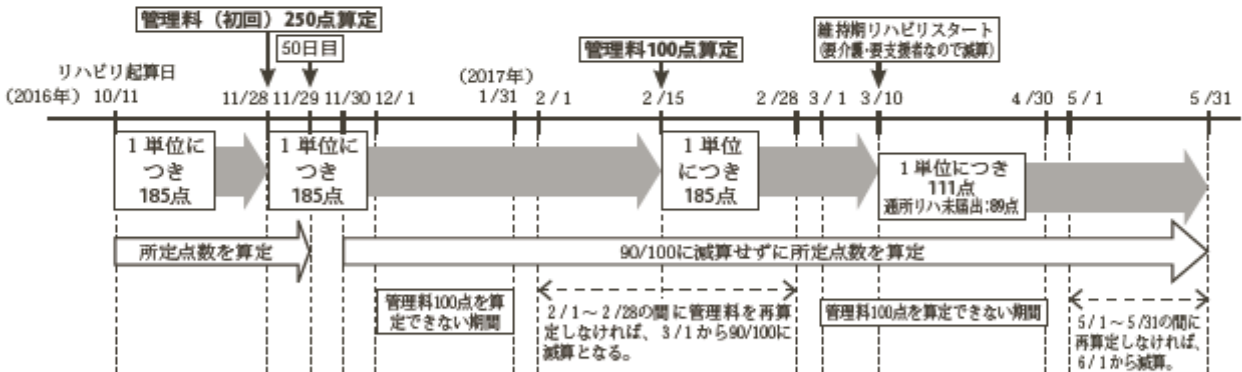 管理料（初回）250点算定
50日目
管理料100点算定
維持期リハビリスタート
（要介護・要支援者なので減算）
リハビリ起算日
（2017年）
（2016年）10/11 11/28 11/29 11/30 12/1 1/31 2/1 2/15 2/28 3/1 3/10 4/30 5/1 5/31
1単位に
つき
185点
1単位に
つき
185点
1単位
につき
185点
1単位につき
111点
通所リハ未届出：89点
所定点数を算定
90/100に減算せずに所定点数を算定
管理料100点を算
定できない期間
2/1～2/28の間に管理料を再算
定しなければ、3/1から90/100に
減算となる。
管理料100点を算定できない期間
5/1～5/31の間に
再算定しなければ、
6/1から減算。